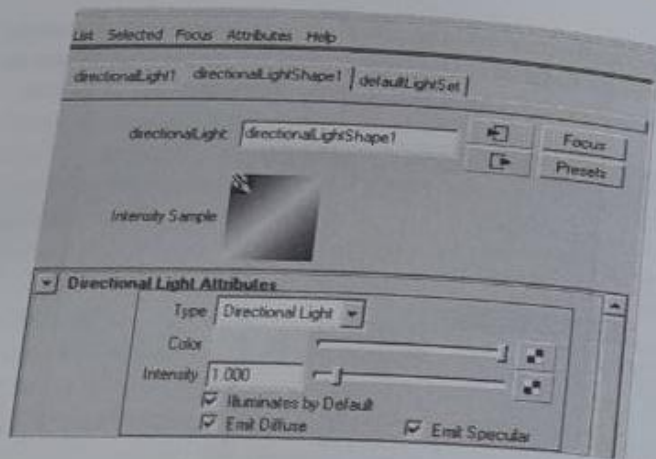 List Selected Focus Attributes Help
directionalLight1 directionalLightShape1 defaultLightSet
directionalLight: directionalLightShape1 Focus
Presets
Intensity Sample
Directional Light Attributes
Type Directional Light
Color
Intensity 1.000
Illuminates by Default
Emit Diffuse Emit Specular